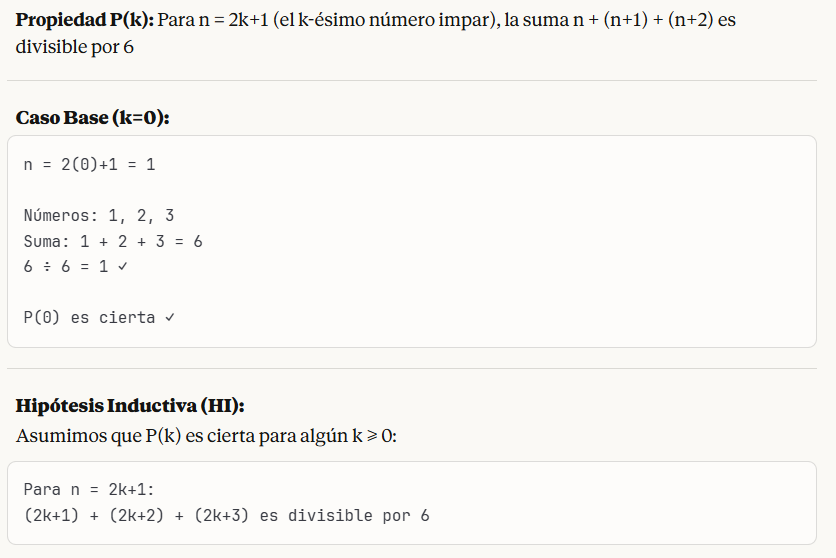 Propiedad P(k): Para n = 2k+1 (el k-ésimo número impar), la suma n + (n+1) + (n+2) es
divisible por 6
Caso Base (k=0):
n = 2(0)+1 = 1
Números: 1, 2, 3
Suma: 1 + 2 + 3 = 6
6 ÷ 6 = 1 ✓
P(0) es cierta ✓
Hipótesis Inductiva (HI):
Asumimos que P(k) es cierta para algún k ⩾ 0:
Para n = 2k+1:
(2k+1) + (2k+2) + (2k+3) es divisible por 6